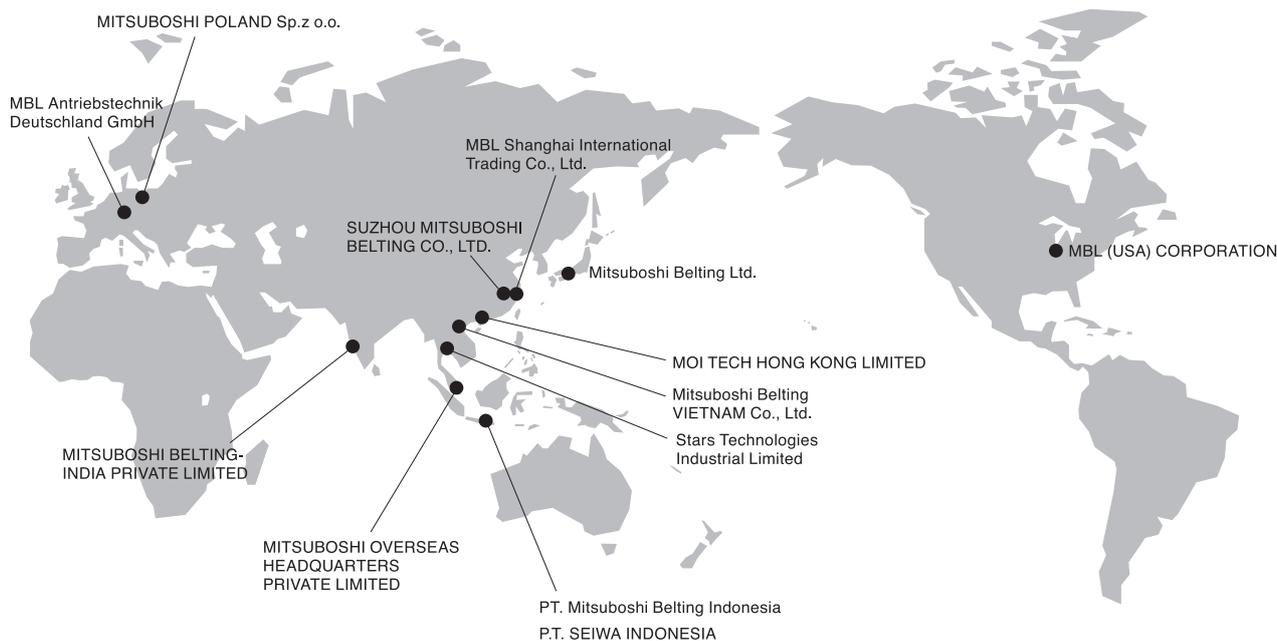 MITSUBOSHI POLAND Sp.z o.o.
MBL Antriebstechnik
Deutschland GmbH
MBL Shanghai International
Trading Co., Ltd.
SUZHOU MITSUBOSHI
BELTING CO., LTD.
Mitsuboshi Belting Ltd.
MBL (USA) CORPORATION
MOI TECH HONG KONG LIMITED
Mitsuboshi Belting
VIETNAM Co., Ltd.
Stars Technologies
Industrial Limited
MITSUBOSHI BELTING-
INDIA PRIVATE LIMITED
MITSUBOSHI OVERSEAS
HEADQUARTERS
PRIVATE LIMITED
PT. Mitsuboshi Belting Indonesia
P.T. SEIWA INDONESIA